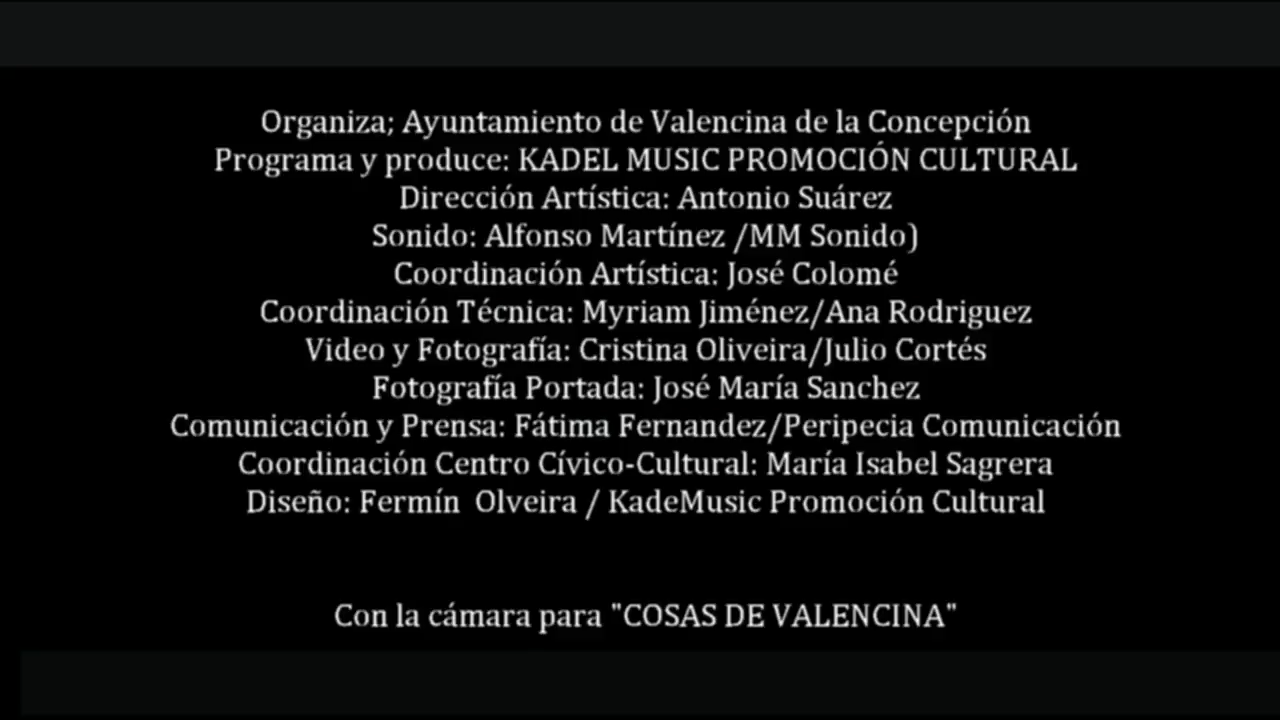 Organiza; Ayuntamiento de Valencina de la Concepción
Programa y produce: KADEL MUSIC PROMOCIÓN CULTURAL
Dirección Artística: Antonio Suárez
Sonido: Alfonso Martínez /MM Sonido)
Coordinación Artística: José Colomé
Coordinación Técnica: Myriam Jiménez/Ana Rodriguez
Video y Fotografía: Cristina Oliveira/Julio Cortés
Fotografía Portada: José María Sanchez
Comunicación y Prensa: Fátima Fernandez/Peripecia Comunicación
Coordinación Centro Cívico-Cultural: María Isabel Sagrera
Diseño: Fermín Olveira / KadeMusic Promoción Cultural
Con la cámara para "COSAS DE VALENCINA"